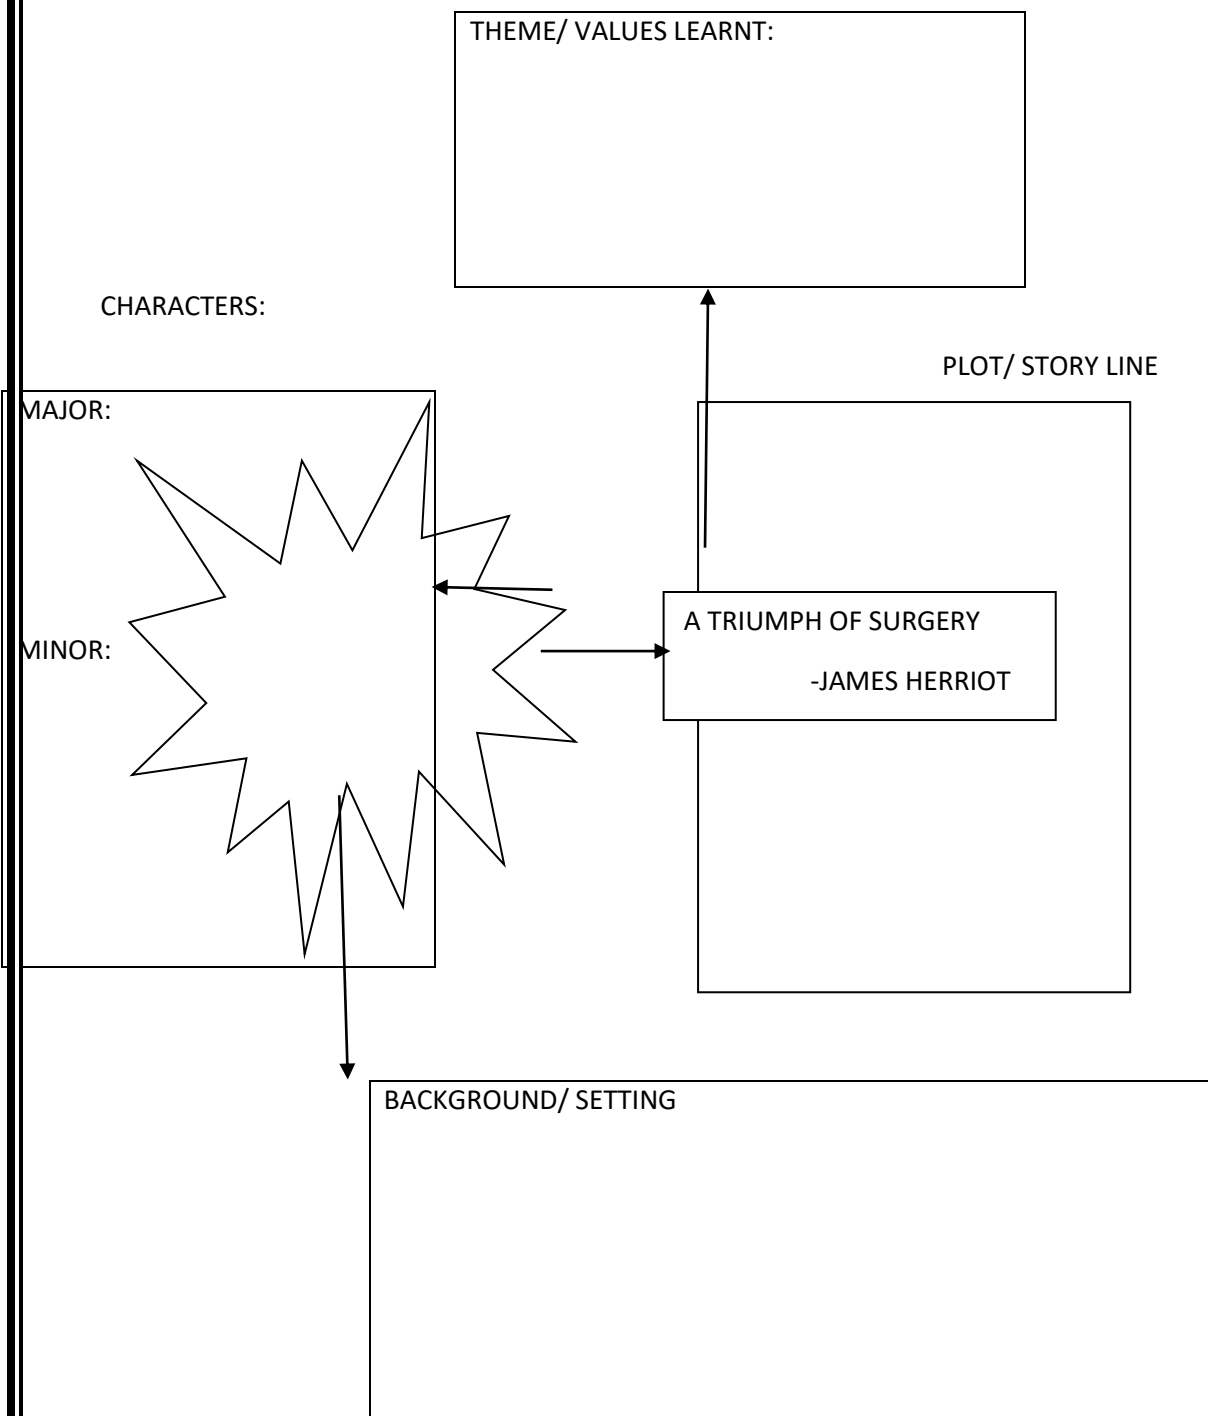 THEME/ VALUES LEARNT:
CHARACTERS:
PLOT/ STORY LINE
MAJOR:
A TRIUMPH OF SURGERY
MINOR:
-JAMES HERRIOT
BACKGROUND/ SETTING